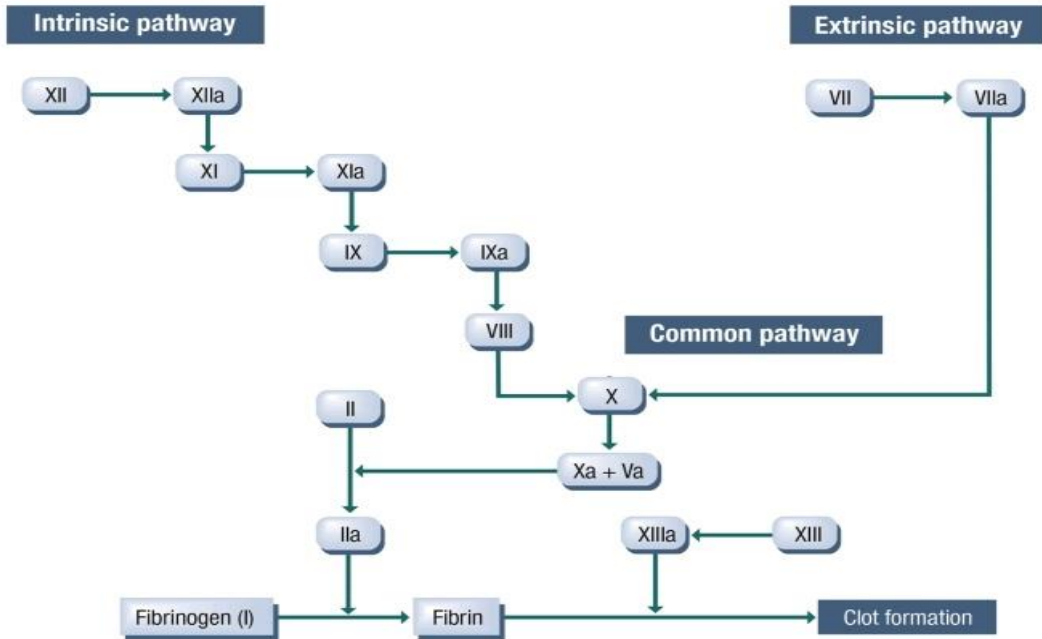 Intrinsic pathway
Extrinsic pathway
XII
XIIa
VII
VIIa
XI
XIa
IX
IXa
VIII
Common pathway
X
II
Xa + Va
IIa
XIIIa
XIII
Fibrinogen (I)
Fibrin
Clot formation